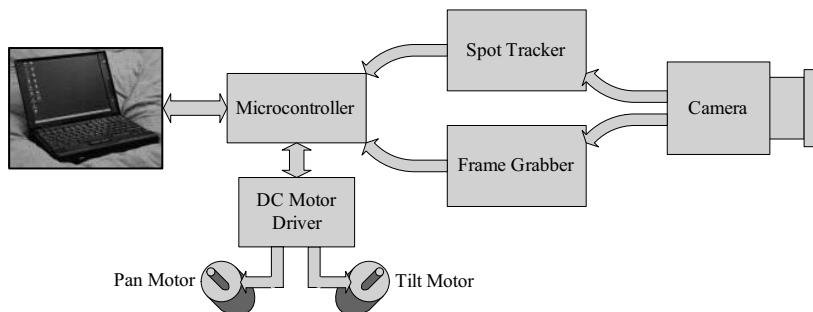 Spot Tracker
Microcontroller
Camera
Frame Grabber
DC Motor
Driver
Pan Motor
Tilt Motor